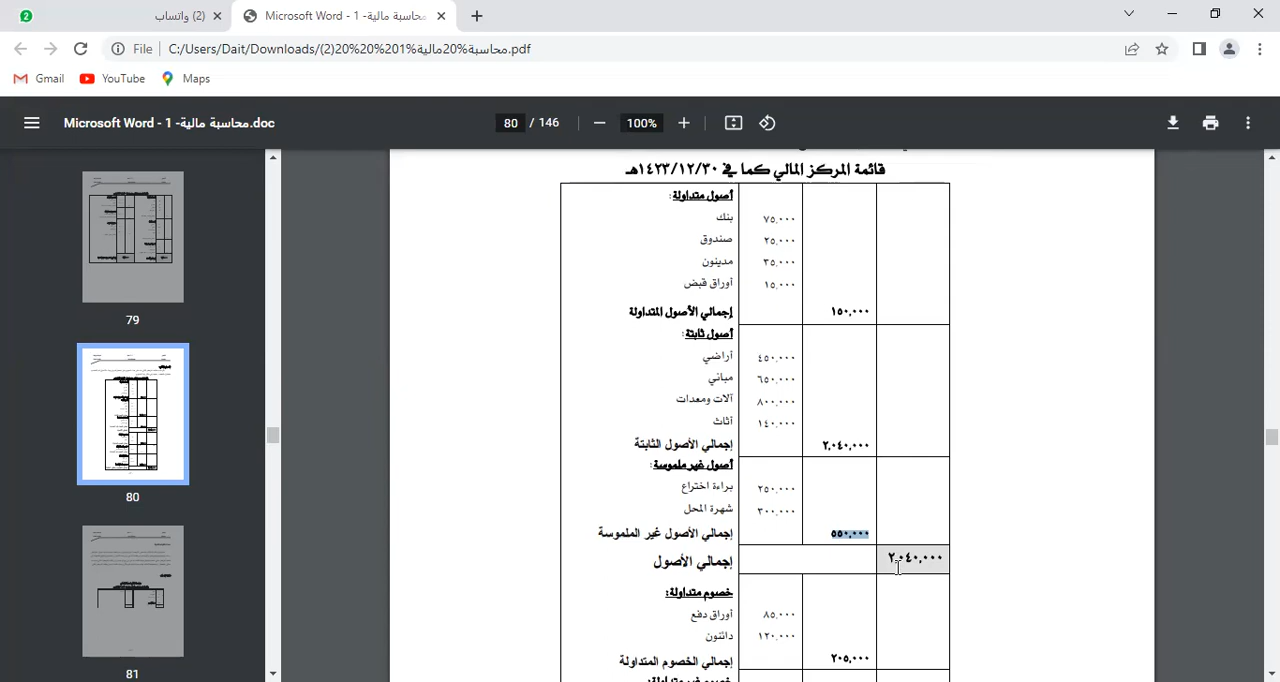 (2) واتساب
Microsoft Word - 1 -محاسبة مالية
File
C:/Users/Dait/Downloads/(2)20%20%201%محاسبة%20مالية.pdf
Gmail
YouTube
Maps
Microsoft Word - 1 -محاسبة مالية.doc
80 / 146
100%
79
80
81
قائمة المركز المالي كما في ١٤٢٣/١٢/٣٠هـ
أصول متداولة:
بنك ٧٥,٠٠٠
صندوق ٢٥,٠٠٠
مدينون ٣٥,٠٠٠
أوراق قبض ١٥,٠٠٠
إجمالي الأصول المتداولة ١٥٠,٠٠٠
أصول ثابتة:
أراضي ٤٥٠,٠٠٠
مباني ٦٥٠,٠٠٠
آلات ومعدات ٨٠٠,٠٠٠
أثاث ١٤٠,٠٠٠
إجمالي الأصول الثابتة ٢,٠٤٠,٠٠٠
أصول غير ملموسة:
براءة اختراع ٢٥٠,٠٠٠
شهرة المحل ٣٠٠,٠٠٠
إجمالي الأصول غير الملموسة ٥٥٠,٠٠٠
إجمالي الأصول ٢,٠٤٠,٠٠٠
خصوم متداولة:
أوراق دفع ٨٥,٠٠٠
دائنون ١٢٠,٠٠٠
إجمالي الخصوم المتداولة ٢٠٥,٠٠٠